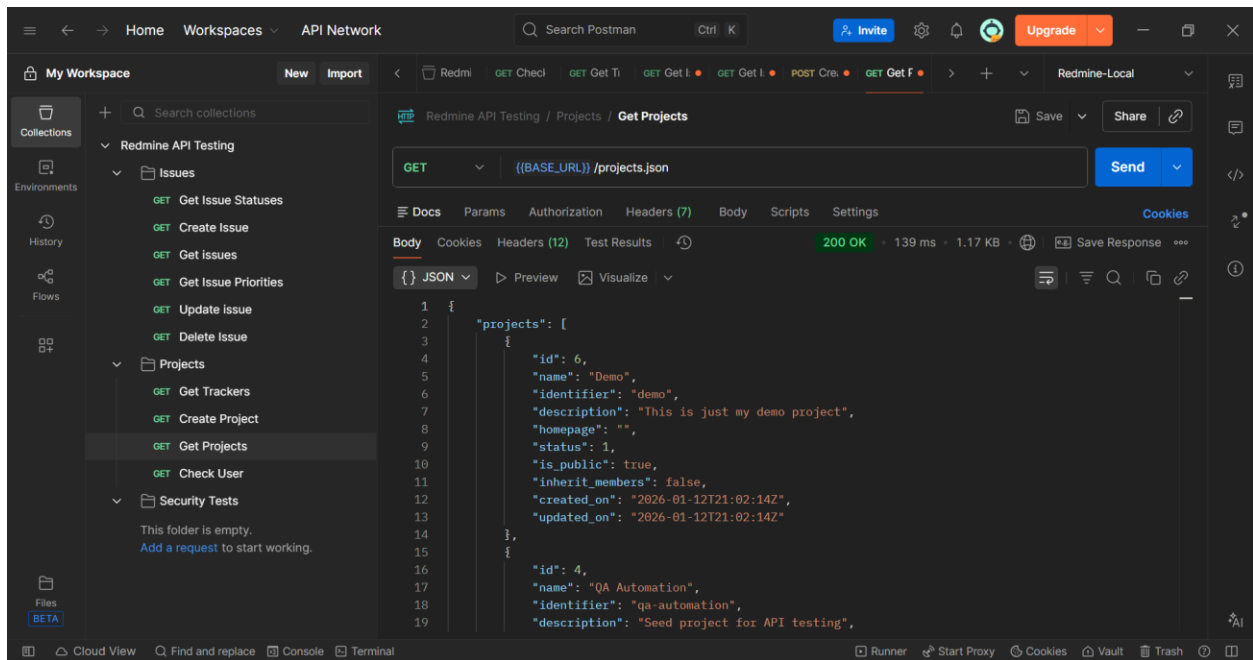 Home Workspaces API Network Search Postman Ctrl K Invite Upgrade
My Workspace New Import Redmi GET Checl GET Get Ti GET Get I: GET Get I: POST Cre GET Get F Redmine-Local
Collections
Environments
History
Flows
Files
BETA
Search collections
Redmine API Testing
Issues
GET Get Issue Statuses
GET Create Issue
GET Get issues
GET Get Issue Priorities
GET Update issue
GET Delete Issue
Projects
GET Get Trackers
GET Create Project
GET Get Projects
GET Check User
Security Tests
This folder is empty.
Add a request to start working.
HTTP Redmine API Testing / Projects / Get Projects Save Share
GET {{BASE_URL}} /projects.json Send
Docs Params Authorization Headers (7) Body Scripts Settings Cookies
Body Cookies Headers (12) Test Results 200 OK • 139 ms • 1.17 KB e.g. Save Response
{} JSON Preview Visualize
1 {
2 "projects": [
3 {
4 "id": 6,
5 "name": "Demo",
6 "identifier": "demo",
7 "description": "This is just my demo project",
8 "homepage": "",
9 "status": 1,
10 "is_public": true,
11 "inherit_members": false,
12 "created_on": "2026-01-12T21:02:14Z",
13 "updated_on": "2026-01-12T21:02:14Z"
14 },
15 {
16 "id": 4,
17 "name": "QA Automation",
18 "identifier": "qa-automation",
19 "description": "Seed project for API testing",
AI
Cloud View Find and replace Console Terminal Runner Start Proxy Cookies Vault Trash